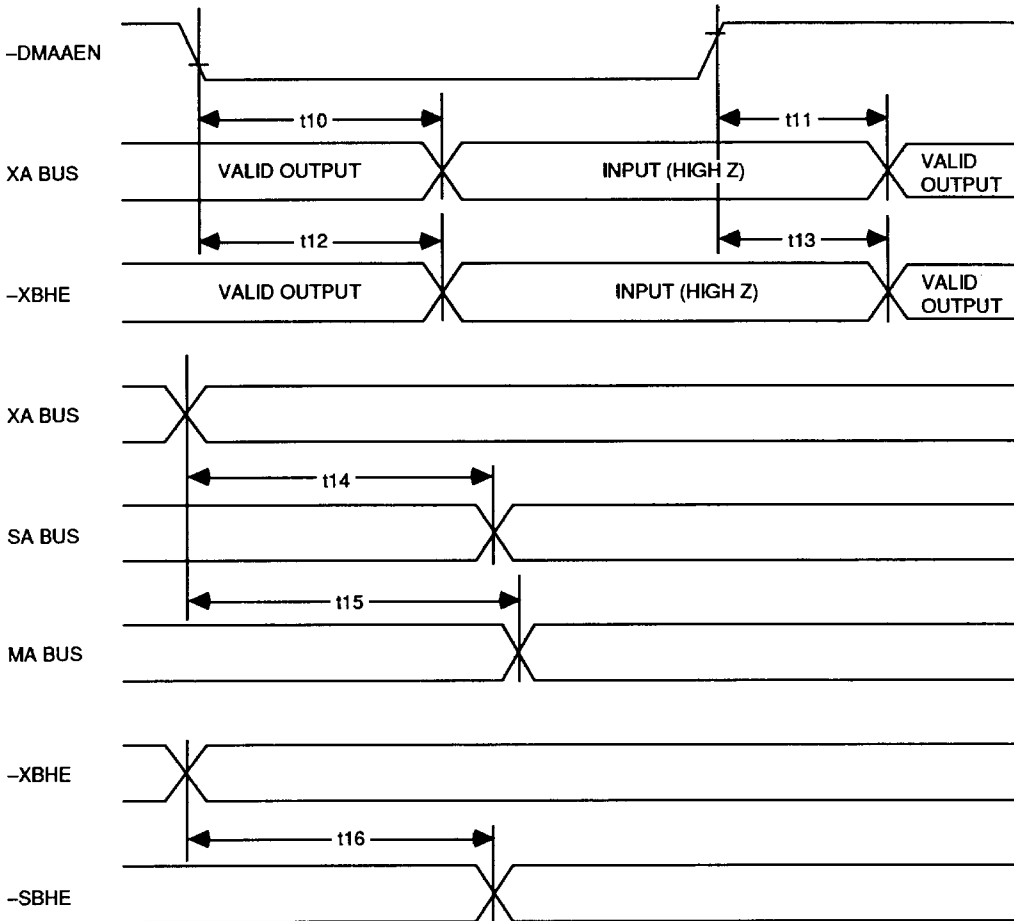 –DMAAEN
t10
t11
XA BUS
VALID OUTPUT
INPUT (HIGH Z)
VALID
OUTPUT
t12
t13
–XBHE
VALID OUTPUT
INPUT (HIGH Z)
VALID
OUTPUT
XA BUS
t14
SA BUS
t15
MA BUS
–XBHE
t16
–SBHE